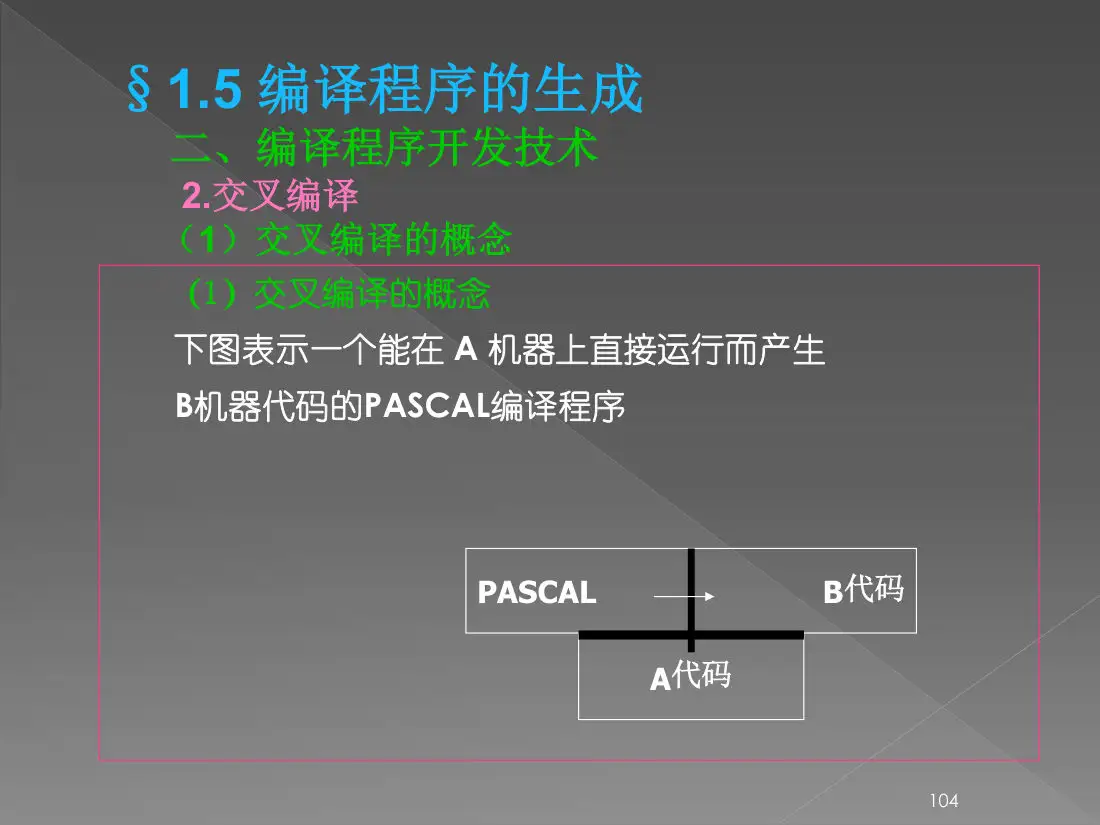 §1.5 编译程序的生成
二、编译程序开发技术
2.交叉编译
（1）交叉编译的概念
（1）交叉编译的概念
下图表示一个能在 A 机器上直接运行而产生
B机器代码的PASCAL编译程序
PASCAL B代码
A代码
104